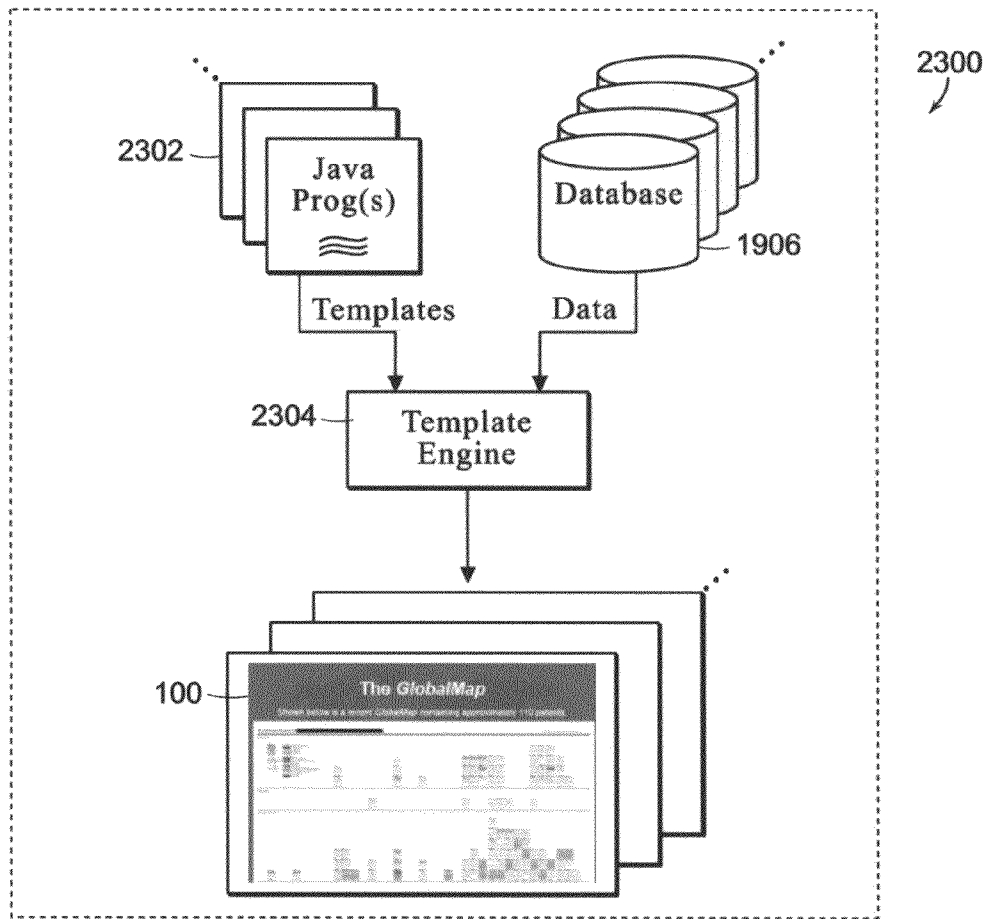 2300
2302
Java
Prog(s)
Database
1906
Templates
Data
2304
Template
Engine
100
The GlobalMap